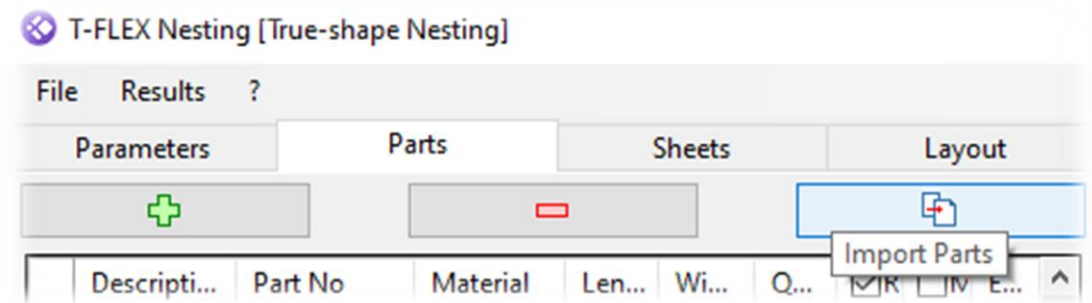 T-FLEX Nesting [True-shape Nesting]
File Results ?
Parameters Parts Sheets Layout
Import Parts
Descripti... Part No Material Len... Wi... Q... R M E...